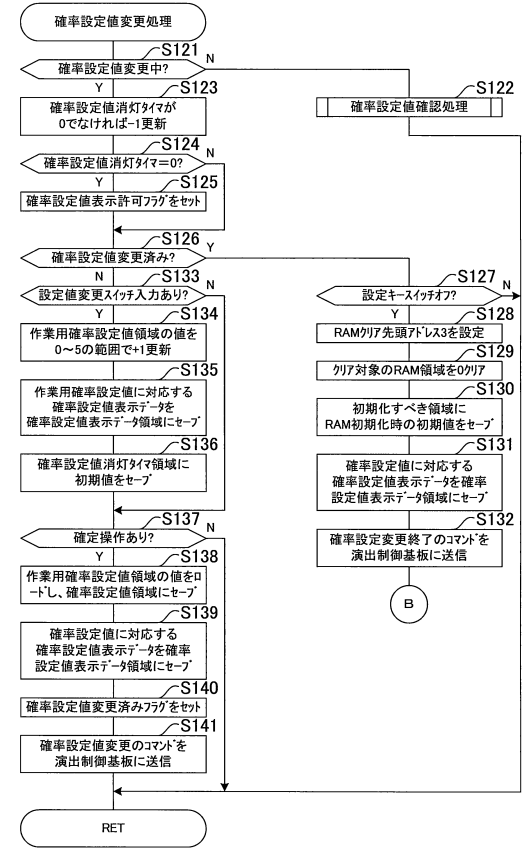 確率設定値変更処理
S121
確率設定値変更中?
N
Y
S123
確率設定値消灯タイマが
0でなければ-1更新
S122
確率設定値確認処理
S124
確率設定値消灯タイマ=0?
N
Y
S125
確率設定値表示許可フラグをセット
S126
確率設定値変更済み?
Y
N
S133
設定値変更スイッチ入力あり?
N
Y
S134
作業用確率設定値領域の値を
0~5の範囲で+1更新
S135
作業用確率設定値に対応する
確率設定値表示データを
確率設定値表示データ領域にセーブ
S136
確率設定値消灯タイマ領域に
初期値をセーブ
S127
設定キースイッチオフ?
N
Y
S128
RAMクリア先頭アドレス3を設定
S129
クリア対象のRAM領域を0クリア
S130
初期化すべき領域に
RAM初期化時の初期値をセーブ
S131
確率設定値に対応する
確率設定値表示データを確率
設定値表示データ領域にセーブ
S132
確率設定変更終了のコマンドを
演出制御基板に送信
B
S137
確定操作あり?
N
Y
S138
作業用確率設定値領域の値をロ
ードし、確率設定値領域にセーブ
S139
確率設定値に対応する
確率設定値表示データを確率
設定値表示データ領域にセーブ
S140
確率設定値変更済みフラグをセット
S141
確率設定値変更のコマンドを
演出制御基板に送信
RET